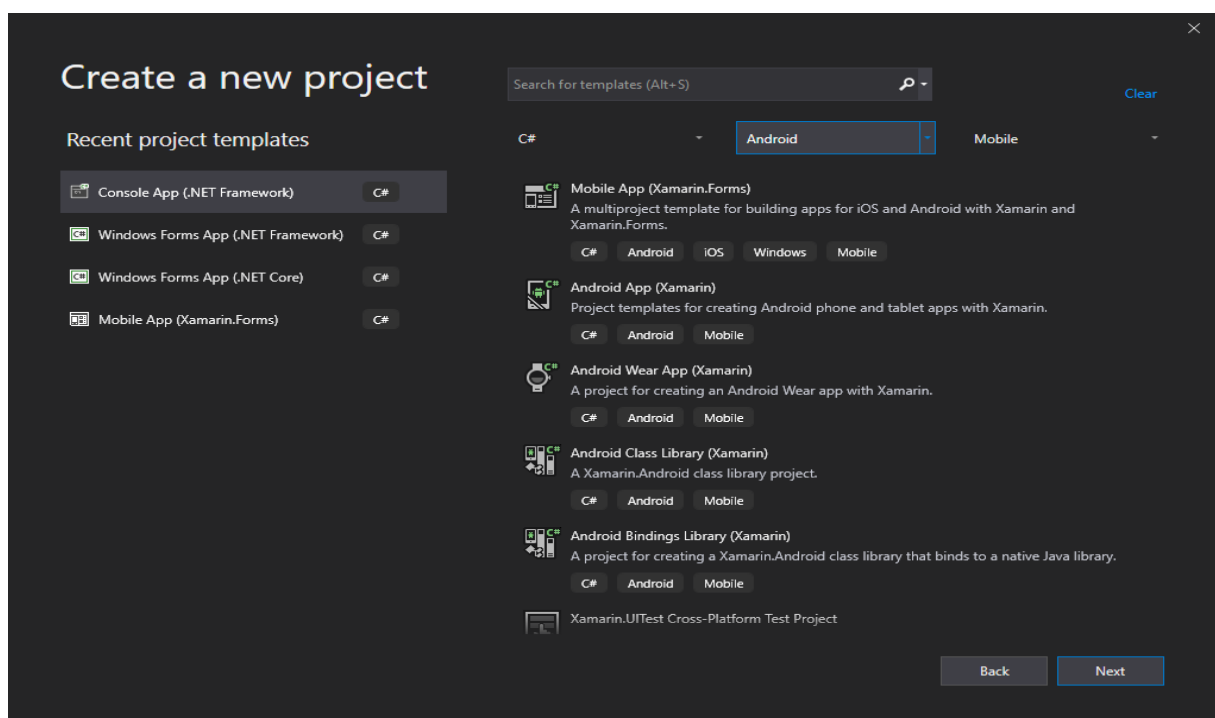 Create a new project
Search for templates (Alt+S)
Clear
Recent project templates
C#
Android
Mobile
Console App (.NET Framework) C#
Windows Forms App (.NET Framework) C#
Windows Forms App (.NET Core) C#
Mobile App (Xamarin.Forms) C#
C#
Mobile App (Xamarin.Forms)
A multiproject template for building apps for iOS and Android with Xamarin and
Xamarin.Forms.
C# Android iOS Windows Mobile
C#
Android App (Xamarin)
Project templates for creating Android phone and tablet apps with Xamarin.
C# Android Mobile
C#
Android Wear App (Xamarin)
A project for creating an Android Wear app with Xamarin.
C# Android Mobile
C#
Android Class Library (Xamarin)
A Xamarin.Android class library project.
C# Android Mobile
C#
Android Bindings Library (Xamarin)
A project for creating a Xamarin.Android class library that binds to a native Java library.
C# Android Mobile
Xamarin.UITest Cross-Platform Test Project
Back
Next